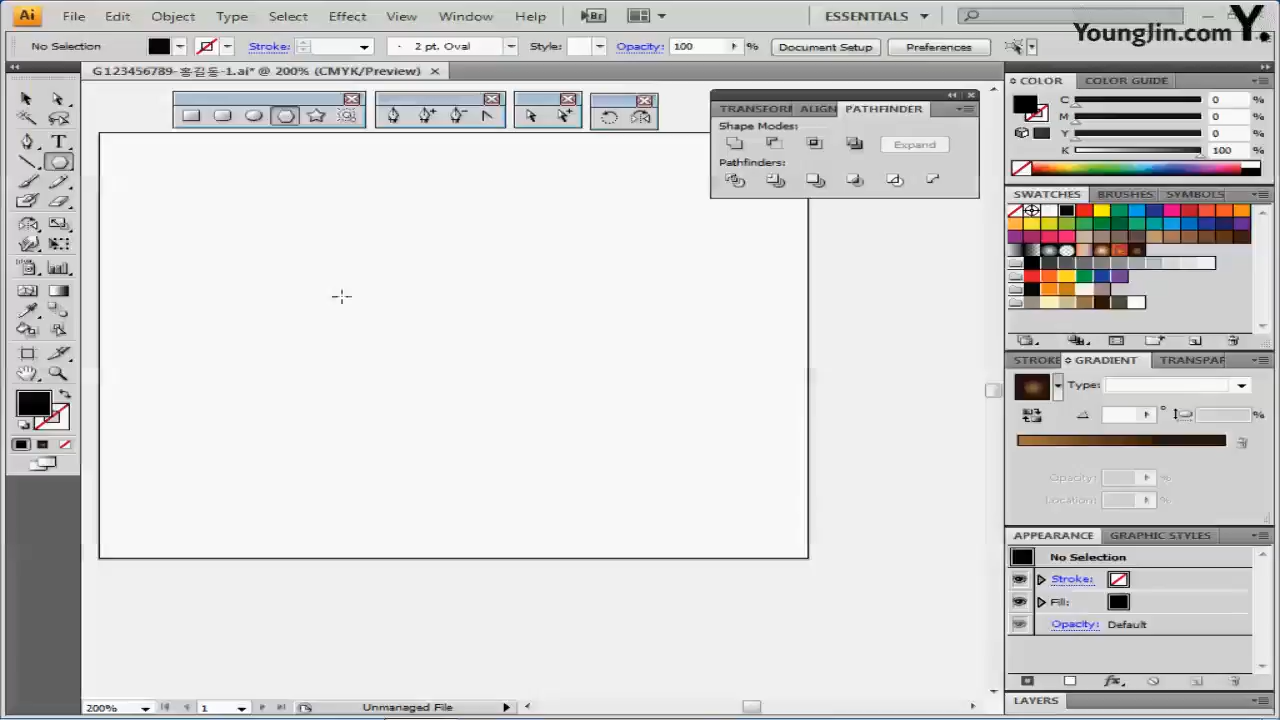 Ai File Edit Object Type Select Effect View Window Help Br ESSENTIALS
YoungJin.com Y.
No Selection Stroke: 2 pt. Oval Style: Opacity: 100 % Document Setup Preferences
G123456789-홍길동-1.ai* @ 200% (CMYK/Preview)
COLOR COLOR GUIDE
C 0 %
M 0 %
Y 0 %
K 100 %
TRANSFORM ALIGN PATHFINDER
Shape Modes:
Expand
Pathfinders:
SWATCHES BRUSHES SYMBOLS
STROKE GRADIENT TRANSPAR
Type:
°
%
Opacity: %
Location: %
APPEARANCE GRAPHIC STYLES
No Selection
Stroke:
Fill:
Opacity: Default
fx
LAYERS
200% 1 Unmanaged File